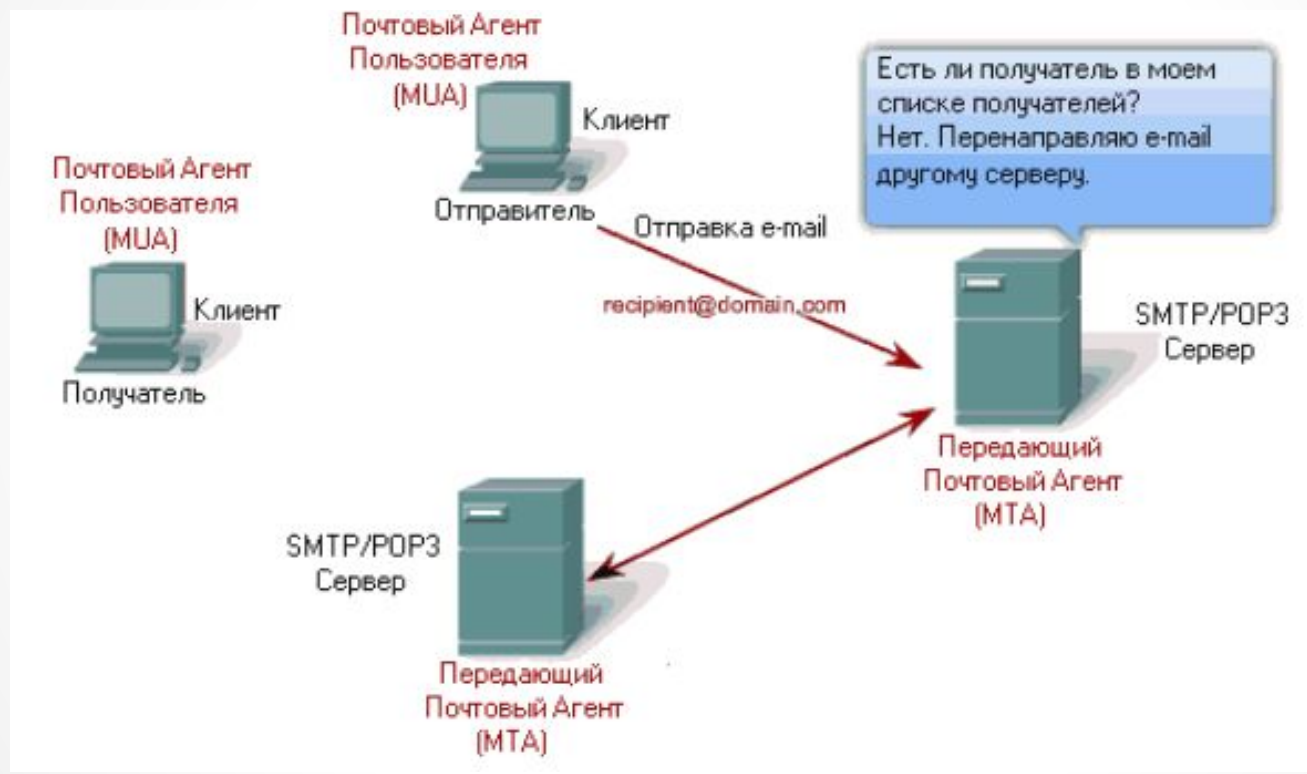 Почтовый Агент
Пользователя
(MUA)
Клиент
Отправитель
Есть ли получатель в моем
списке получателей?
Нет. Перенаправляю e-mail
другому серверу.
Почтовый Агент
Пользователя
(MUA)
Клиент
Получатель
Отправка e-mail
recipient@domain.com
SMTP/POP3
Сервер
Передающий
Почтовый Агент
(MTA)
SMTP/POP3
Сервер
Передающий
Почтовый Агент
(MTA)